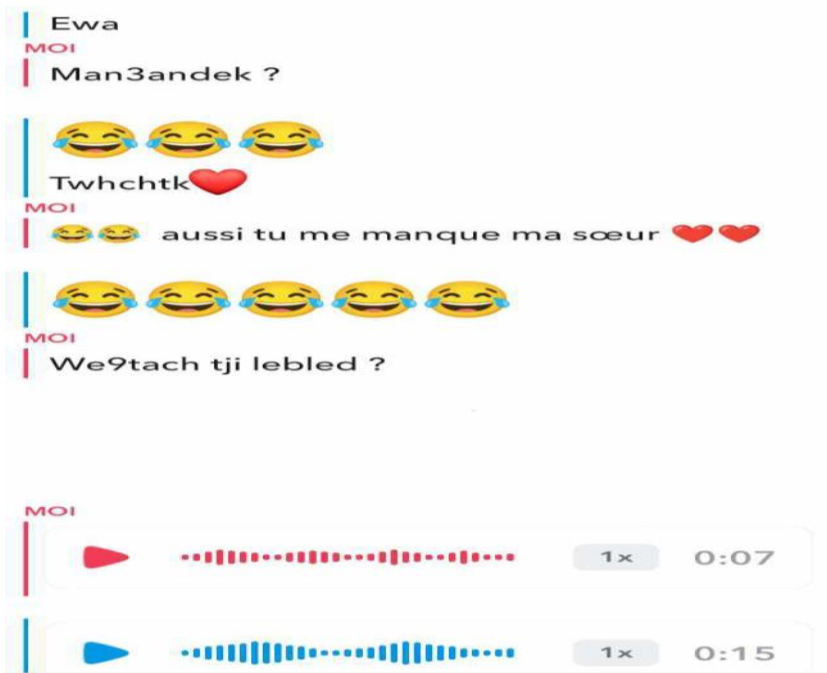 Ewa
MOI
Man3andek ?
😂😂😂
Twhchtk❤️
MOI
😂😂 aussi tu me manque ma sœur ❤️❤️
😂😂😂😂😂
MOI
We9tach tji lebled ?
MOI
1x 0:07
1x 0:15